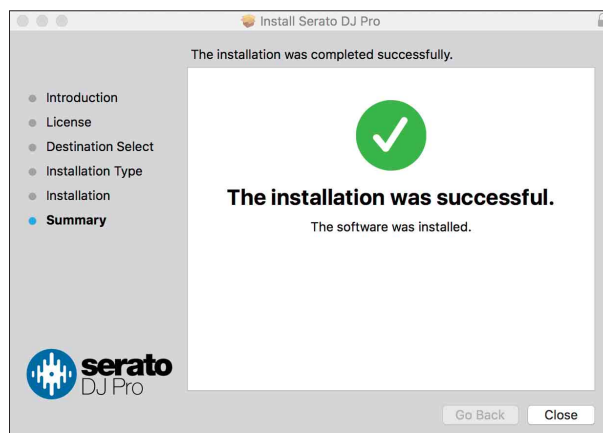 Install Serato DJ Pro
The installation was completed successfully.
Introduction
License
Destination Select
Installation Type
Installation
Summary
The installation was successful.
The software was installed.
serato
DJ Pro
Go Back
Close